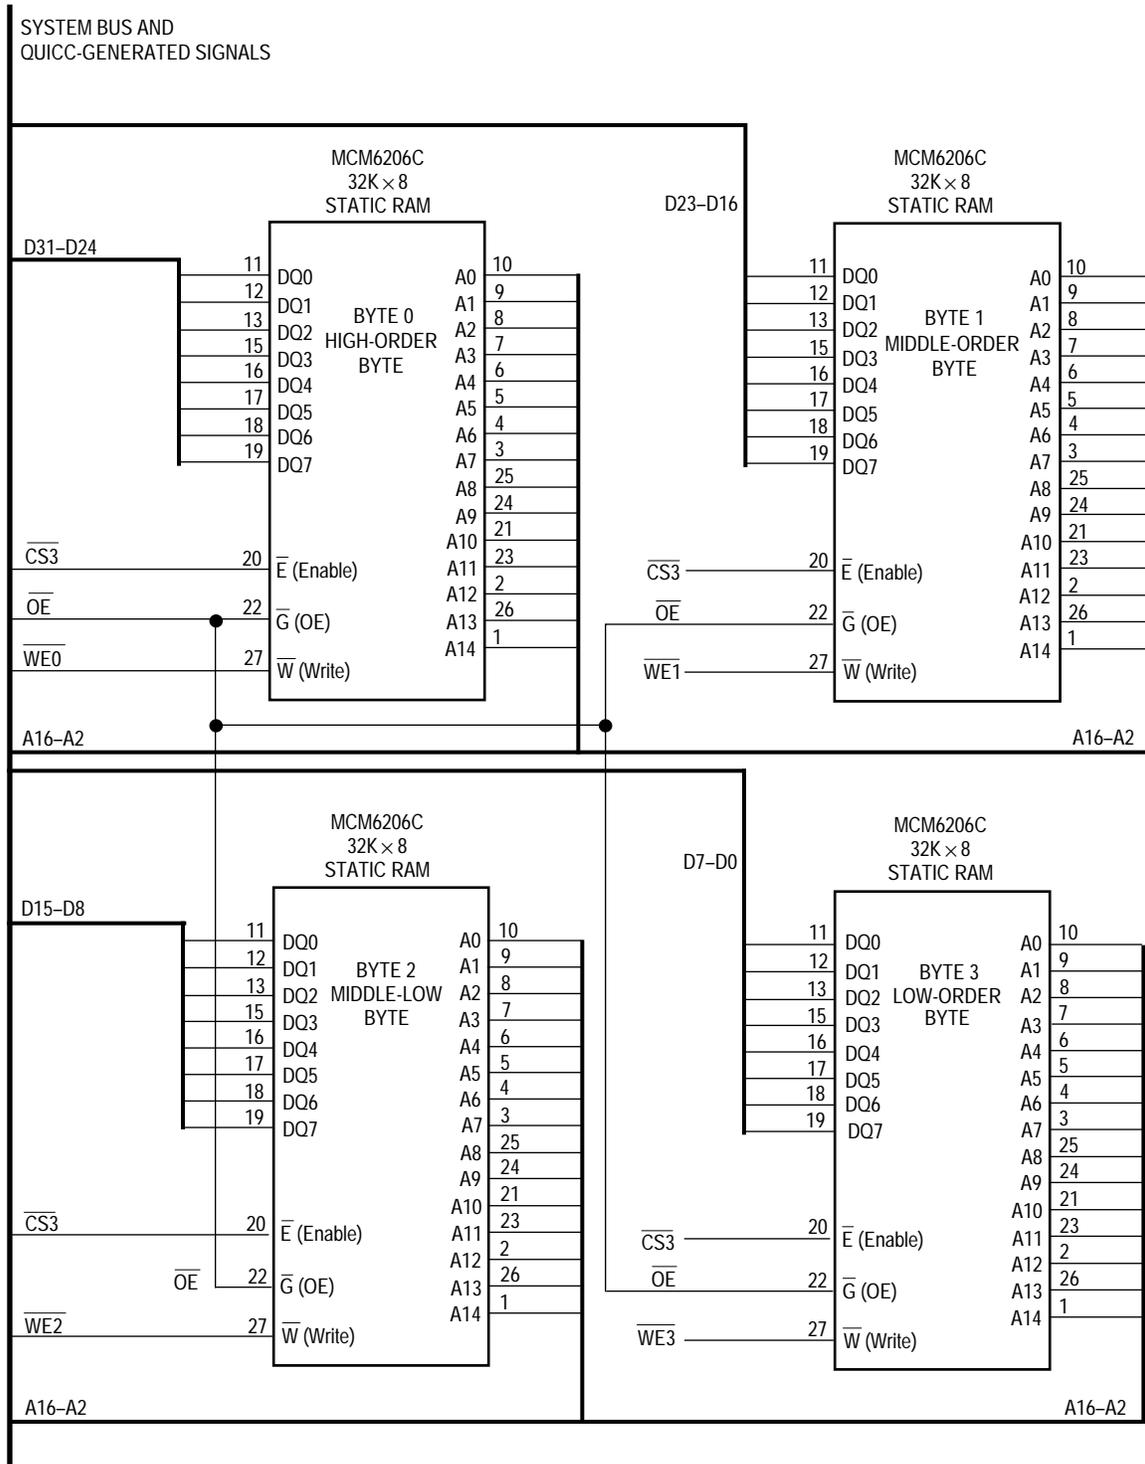 SYSTEM BUS AND
QUICC-GENERATED SIGNALS
MCM6206C
32K × 8
STATIC RAM
D31–D24
11 DQ0
12 DQ1
13 DQ2
15 DQ3
16 DQ4
17 DQ5
18 DQ6
19 DQ7
BYTE 0
HIGH-ORDER
BYTE
A0 10
A1 9
A2 8
A3 7
A4 6
A5 5
A6 4
A7 3
A8 25
A9 24
A10 21
A11 23
A12 2
A13 26
A14 1
C̅S̅3̅ 20 E̅ (Enable)
O̅E̅ 22 G̅ (OE)
W̅E̅0̅ 27 W̅ (Write)
A16–A2
MCM6206C
32K × 8
STATIC RAM
D23–D16
11 DQ0
12 DQ1
13 DQ2
15 DQ3
16 DQ4
17 DQ5
18 DQ6
19 DQ7
BYTE 1
MIDDLE-ORDER
BYTE
A0 10
A1 9
A2 8
A3 7
A4 6
A5 5
A6 4
A7 3
A8 25
A9 24
A10 21
A11 23
A12 2
A13 26
A14 1
C̅S̅3̅ 20 E̅ (Enable)
O̅E̅ 22 G̅ (OE)
W̅E̅1̅ 27 W̅ (Write)
A16–A2
MCM6206C
32K × 8
STATIC RAM
D15–D8
11 DQ0
12 DQ1
13 DQ2
15 DQ3
16 DQ4
17 DQ5
18 DQ6
19 DQ7
BYTE 2
MIDDLE-LOW
BYTE
A0 10
A1 9
A2 8
A3 7
A4 6
A5 5
A6 4
A7 3
A8 25
A9 24
A10 21
A11 23
A12 2
A13 26
A14 1
C̅S̅3̅ 20 E̅ (Enable)
O̅E̅ 22 G̅ (OE)
W̅E̅2̅ 27 W̅ (Write)
A16–A2
MCM6206C
32K × 8
STATIC RAM
D7–D0
11 DQ0
12 DQ1
13 DQ2
15 DQ3
16 DQ4
17 DQ5
18 DQ6
19 DQ7
BYTE 3
LOW-ORDER
BYTE
A0 10
A1 9
A2 8
A3 7
A4 6
A5 5
A6 4
A7 3
A8 25
A9 24
A10 21
A11 23
A12 2
A13 26
A14 1
C̅S̅3̅ 20 E̅ (Enable)
O̅E̅ 22 G̅ (OE)
W̅E̅3̅ 27 W̅ (Write)
A16–A2